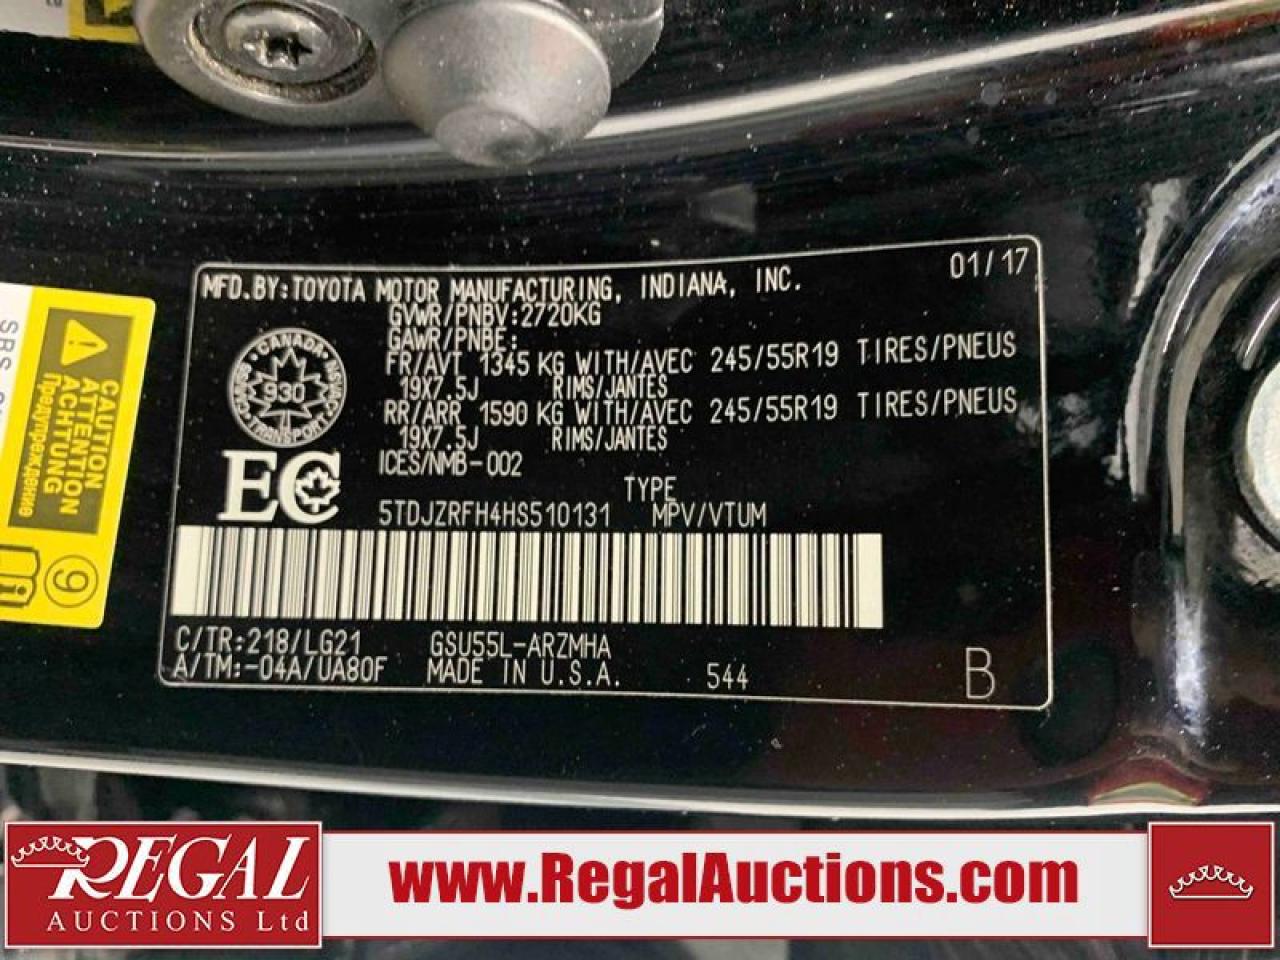 MFD.BY:TOYOTA MOTOR MANUFACTURING, INDIANA, INC. 01/17
GVWR/PNBV:2720KG
GAWR/PNBE:
FR/AVT 1345 KG WITH/AVEC 245/55R19 TIRES/PNEUS
19X7.5J RIMS/JANTES
RR/ARR 1590 KG WITH/AVEC 245/55R19 TIRES/PNEUS
19X7.5J RIMS/JANTES
ICES/NMB-002
CANADA
930
TRANSPORT
EC
TYPE
5TDJZRFH4HS510131 MPV/VTUM
C/TR:218/LG21 GSU55L-ARZMHA
A/TM:-04A/UA80F MADE IN U.S.A. 544 B
CAUTION
ATTENTION
ACHTUNG
Предупреждение
9
SRS
REGAL
AUCTIONS Ltd
www.RegalAuctions.com